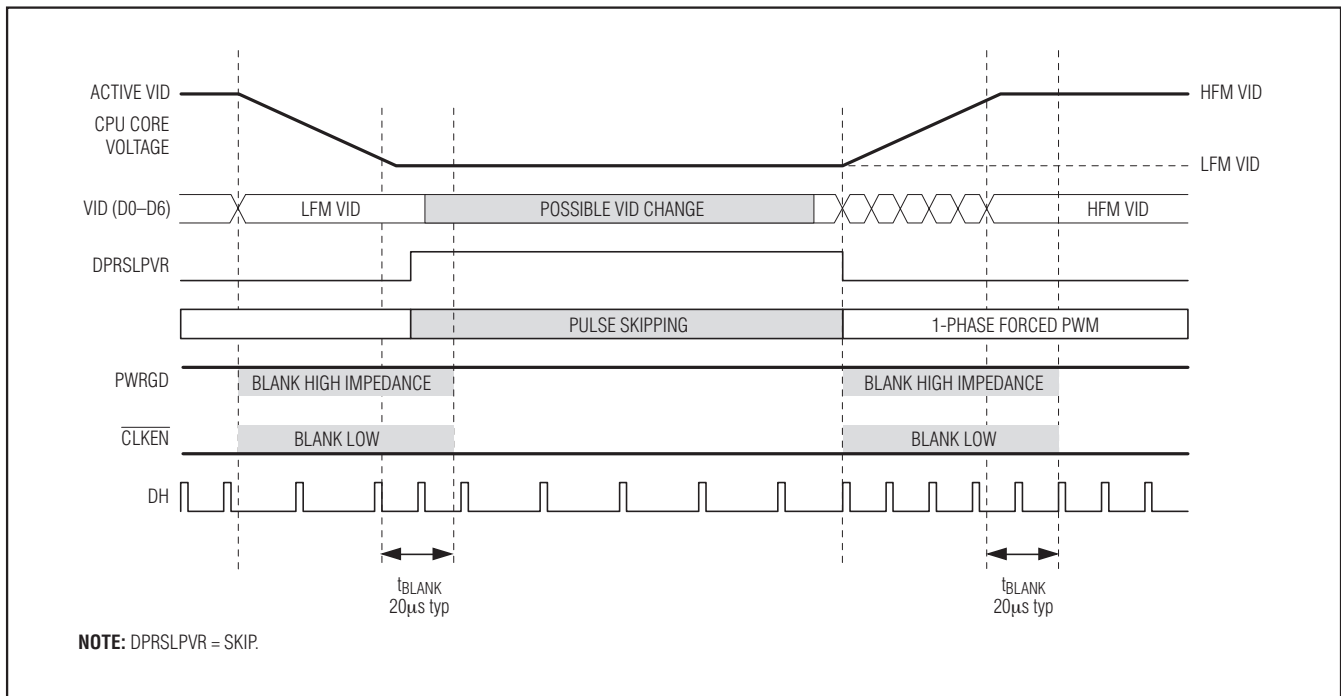 ACTIVE VID
HFM VID
CPU CORE
VOLTAGE
LFM VID
VID (D0–D6)
LFM VID
POSSIBLE VID CHANGE
HFM VID
DPRSLPVR
PULSE SKIPPING
1-PHASE FORCED PWM
PWRGD
BLANK HIGH IMPEDANCE
BLANK HIGH IMPEDANCE
CLKEN
BLANK LOW
BLANK LOW
DH
tBLANK
20μs typ
tBLANK
20μs typ
NOTE: DPRSLPVR = SKIP.